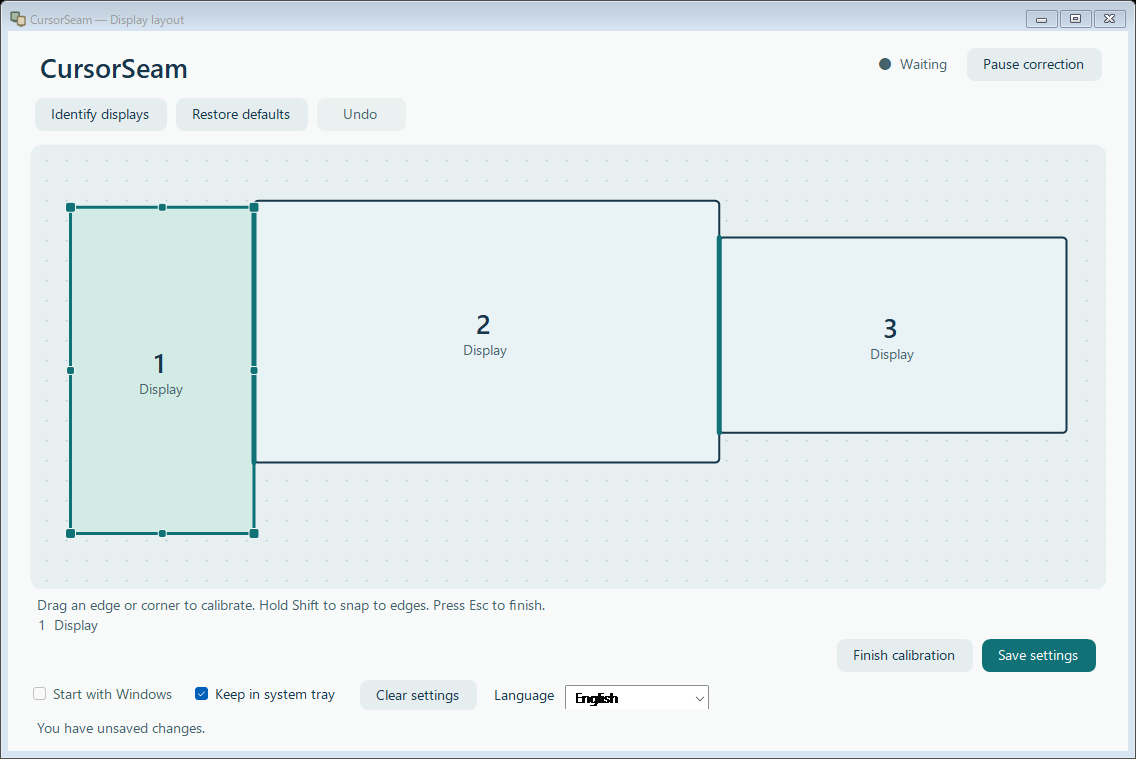 CursorSeam — Display layout
CursorSeam
Waiting
Pause correction
Identify displays
Restore defaults
Undo
1
Display
2
Display
3
Display
Drag an edge or corner to calibrate. Hold Shift to snap to edges. Press Esc to finish.
1 Display
Finish calibration
Save settings
Start with Windows
Keep in system tray
Clear settings
Language
English
You have unsaved changes.